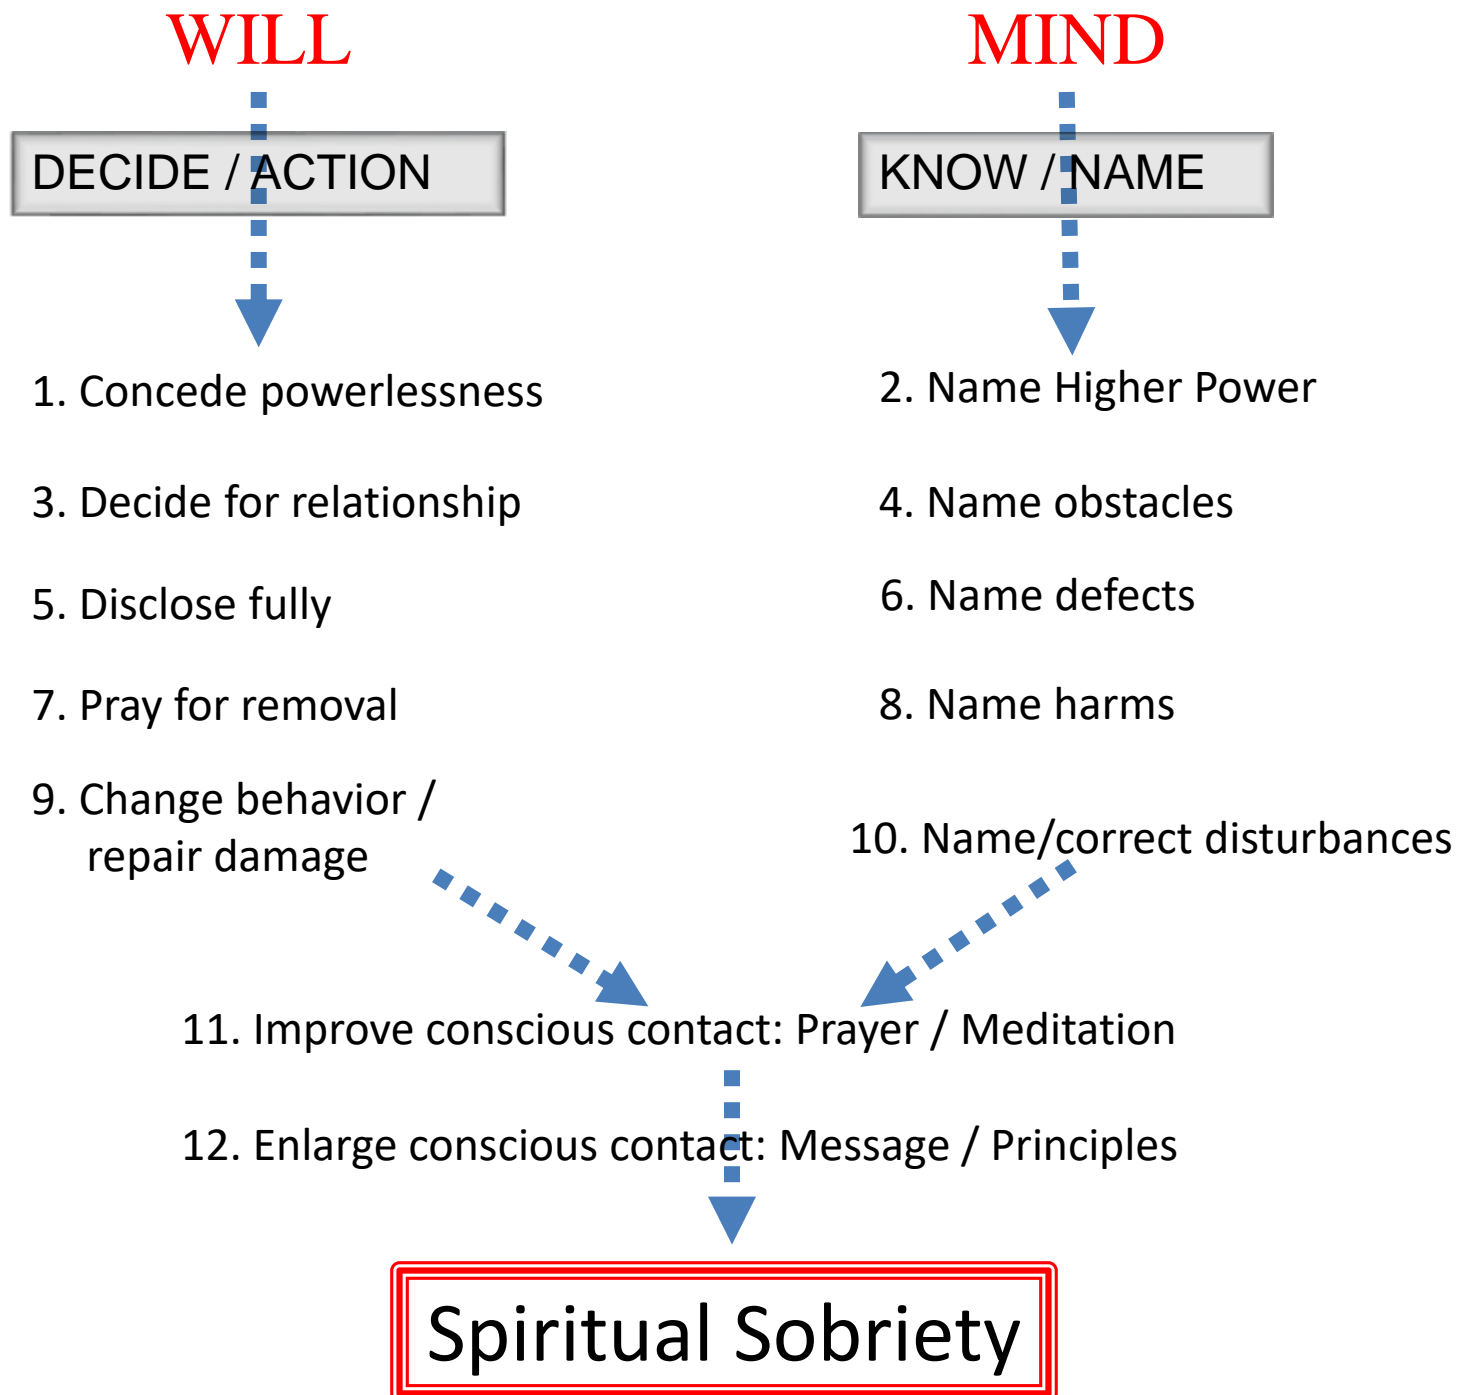 WILL
MIND
DECIDE / ACTION
KNOW / NAME
1. Concede powerlessness
2. Name Higher Power
3. Decide for relationship
4. Name obstacles
5. Disclose fully
6. Name defects
7. Pray for removal
8. Name harms
9. Change behavior /
repair damage
10. Name/correct disturbances
11. Improve conscious contact: Prayer / Meditation
12. Enlarge conscious contact: Message / Principles
Spiritual Sobriety